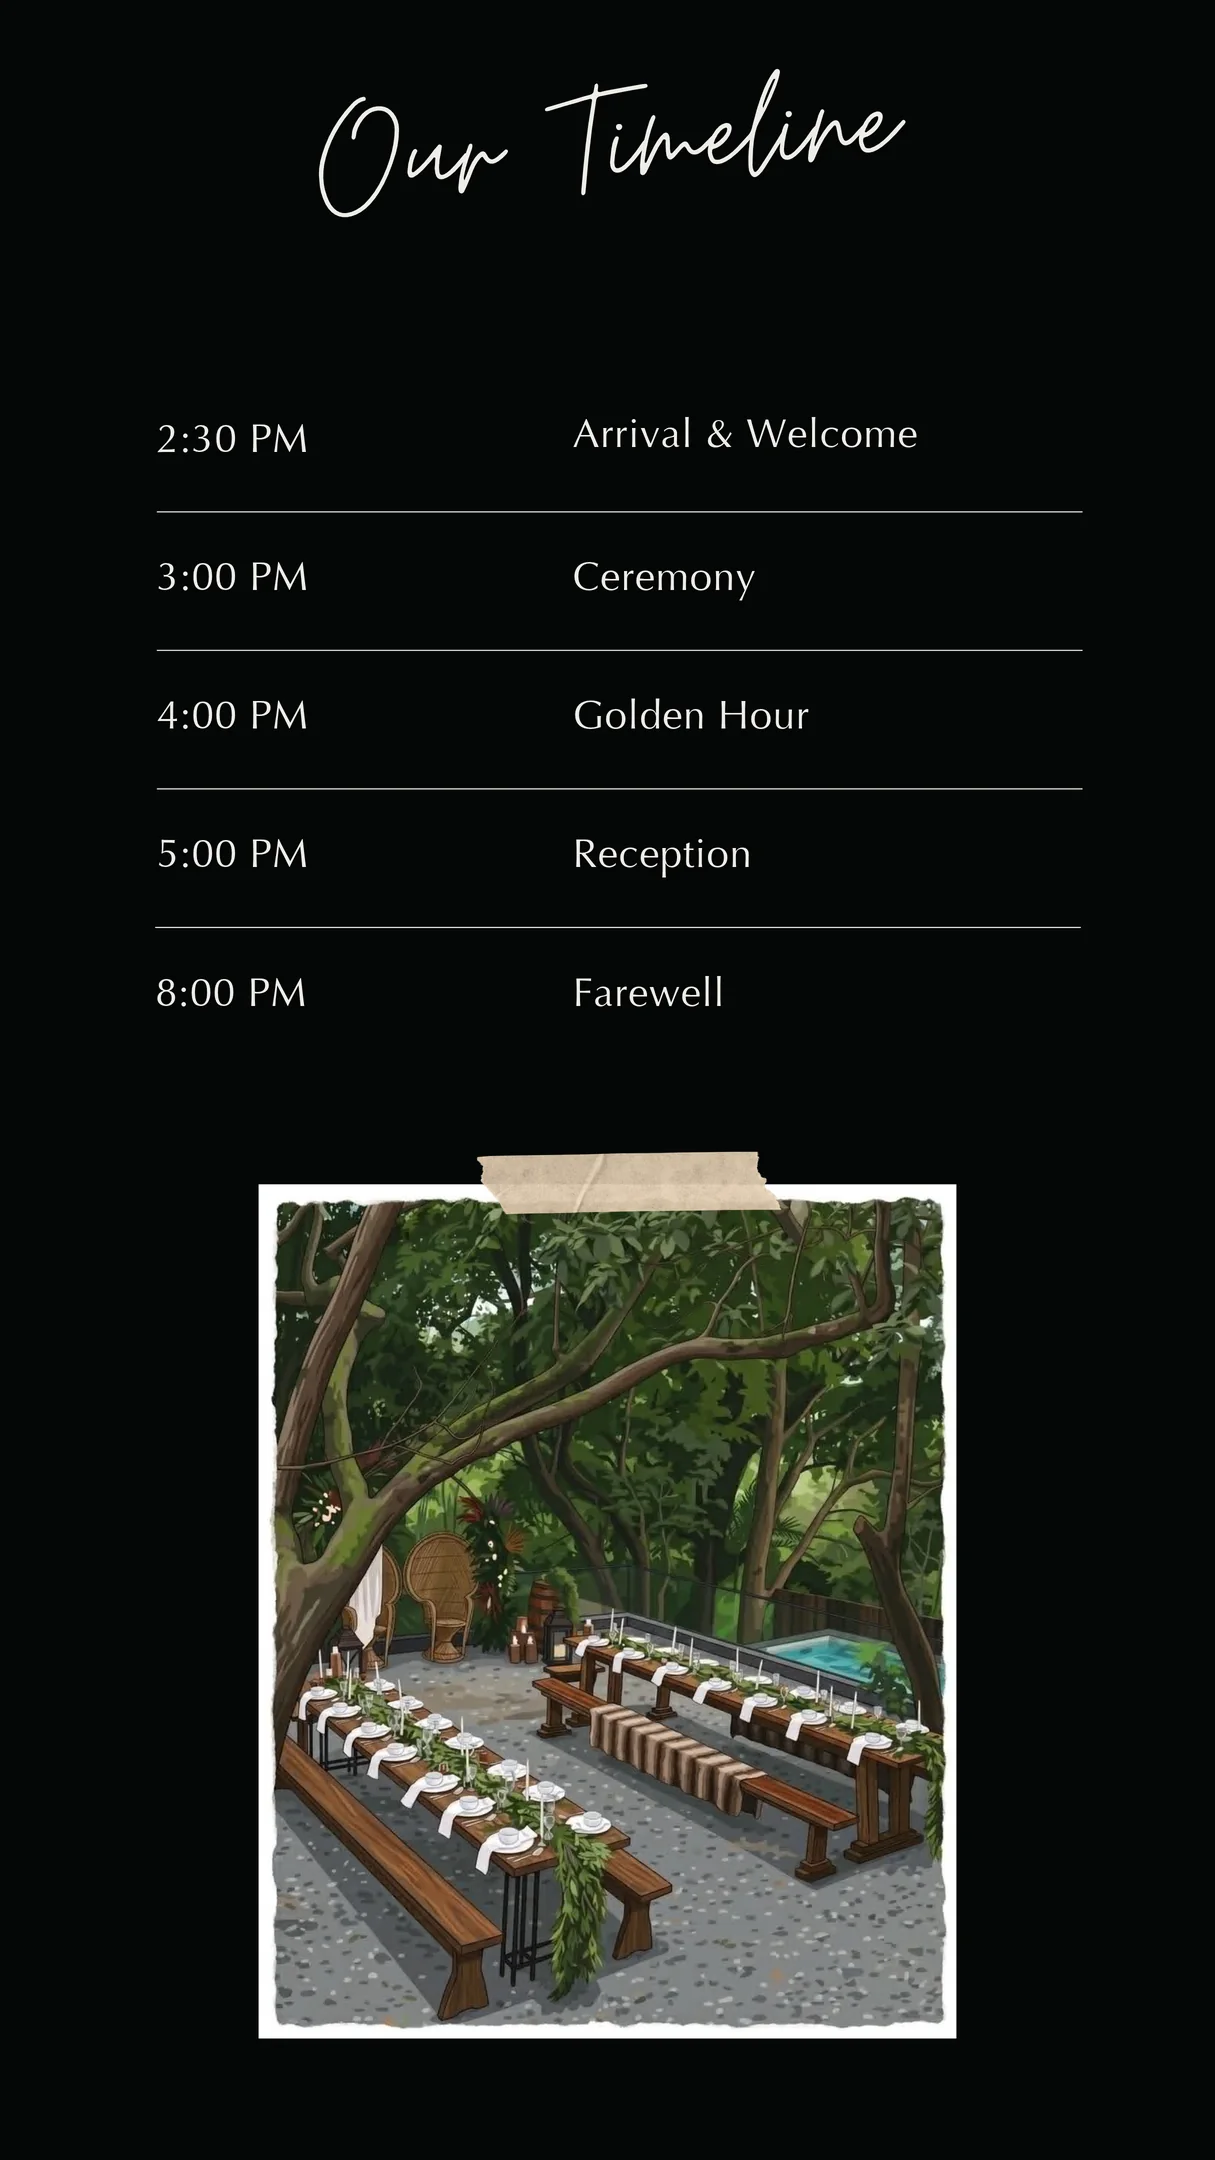 Our Timeline
2:30 PM Arrival & Welcome
3:00 PM Ceremony
4:00 PM Golden Hour
5:00 PM Reception
8:00 PM Farewell